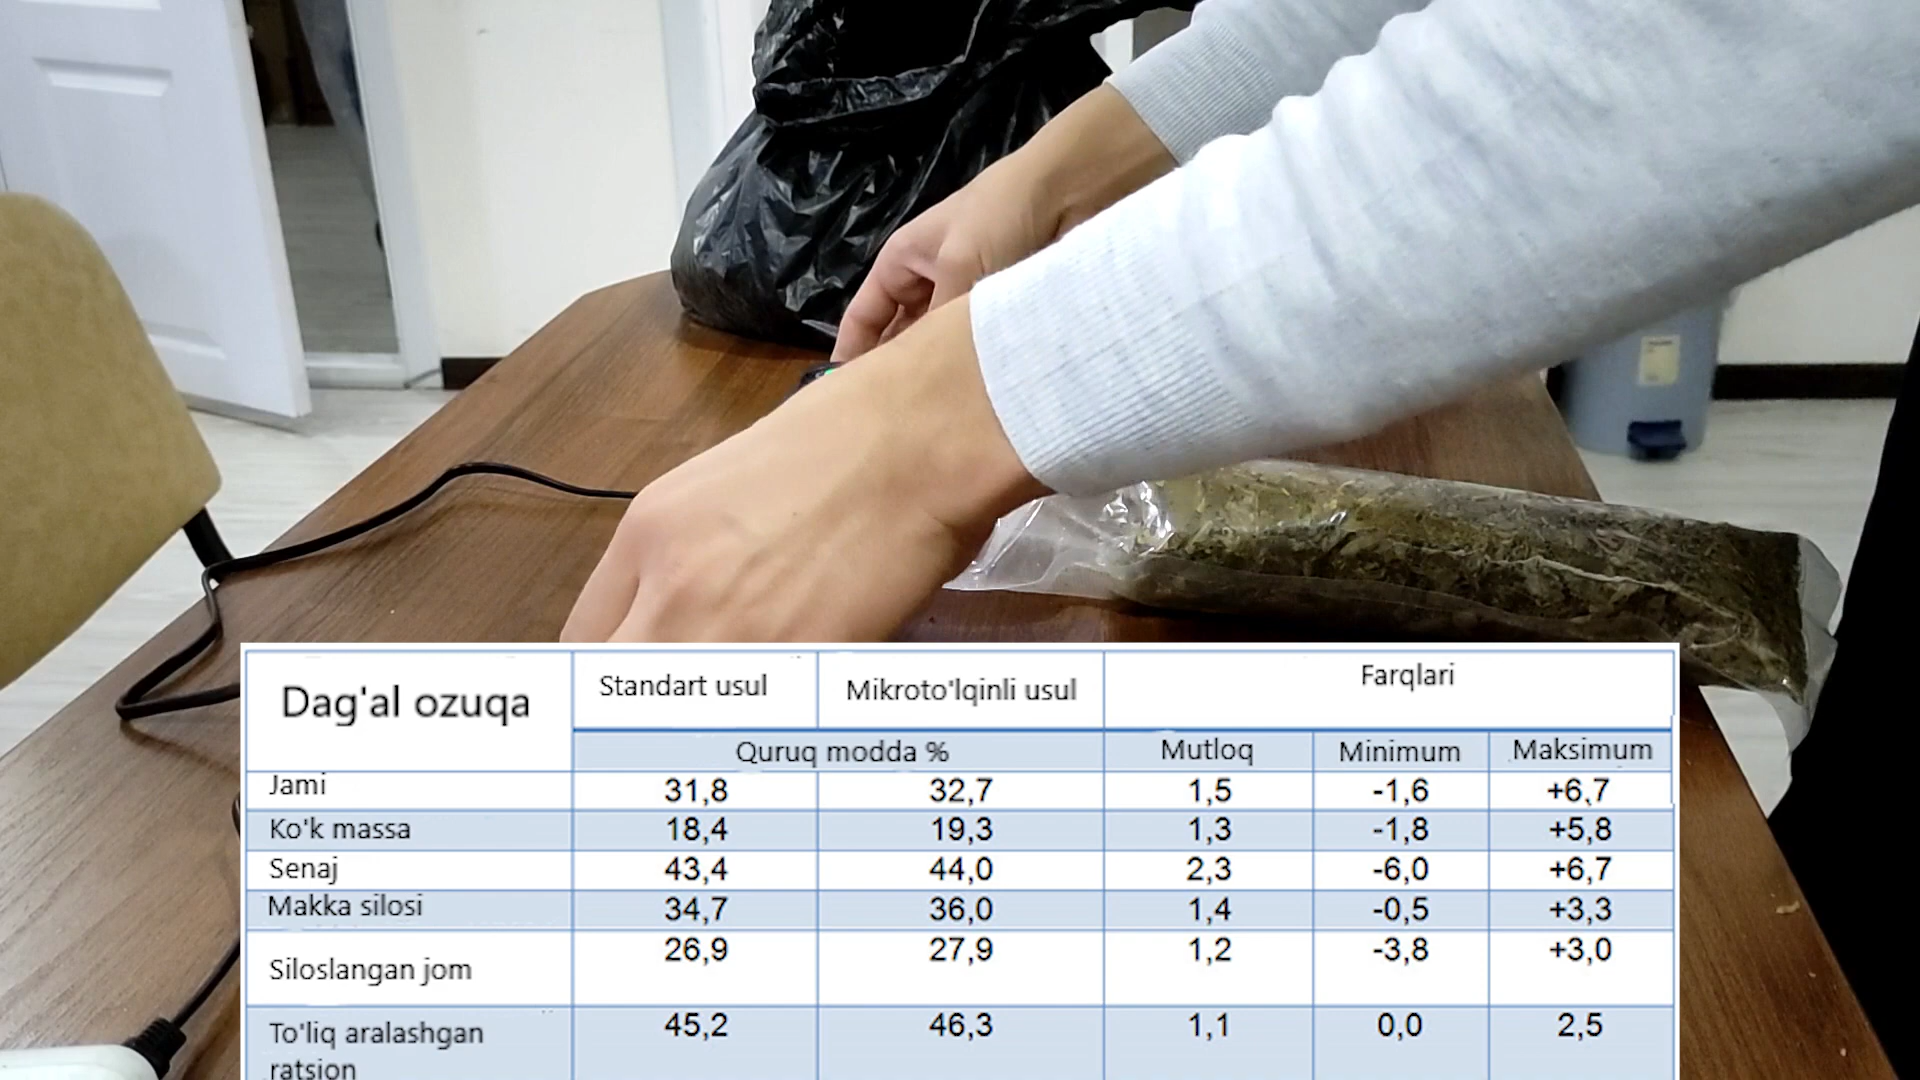 Dag'al ozuqa Standart usul Mikroto'lqinli usul Farqlari
Quruq modda % Mutloq Minimum Maksimum
Jami 31,8 32,7 1,5 -1,6 +6,7
Ko'k massa 18,4 19,3 1,3 -1,8 +5,8
Senaj 43,4 44,0 2,3 -6,0 +6,7
Makka silosi 34,7 36,0 1,4 -0,5 +3,3
Siloslangan jom 26,9 27,9 1,2 -3,8 +3,0
To'liq aralashgan 45,2 46,3 1,1 0,0 2,5
ratsion